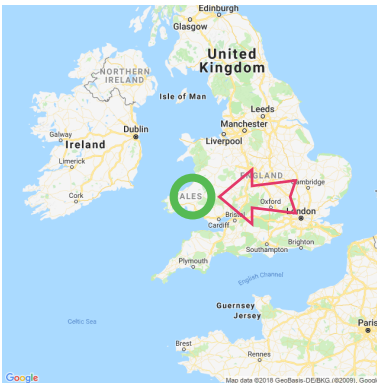 Edinburgh
Glasgow
United
Kingdom
NORTHERN
IRELAND
Isle of Man
Leeds
Manchester
Dublin
Liverpool
Galway
Ireland
Limerick
ENGLAND
Cambridge
Cork
ALES
Oxford
London
Bristol
Cardiff
Southampton
Brighton
Plymouth
English Channel
Guernsey
Jersey
Celtic Sea
Paris
Brest
Rennes
Google
Map data ©2018 GeoBasis-DE/BKG (©2009), Google